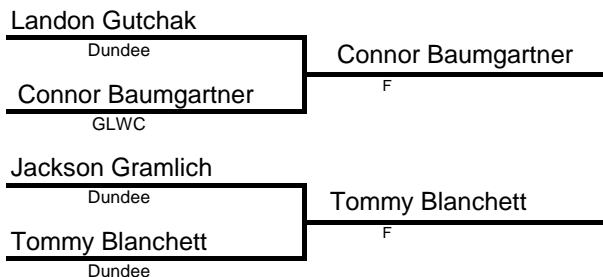 Landon Gutchak
Dundee
Connor Baumgartner
F
Connor Baumgartner
GLWC
Jackson Gramlich
Dundee
Tommy Blanchett
F
Tommy Blanchett
Dundee